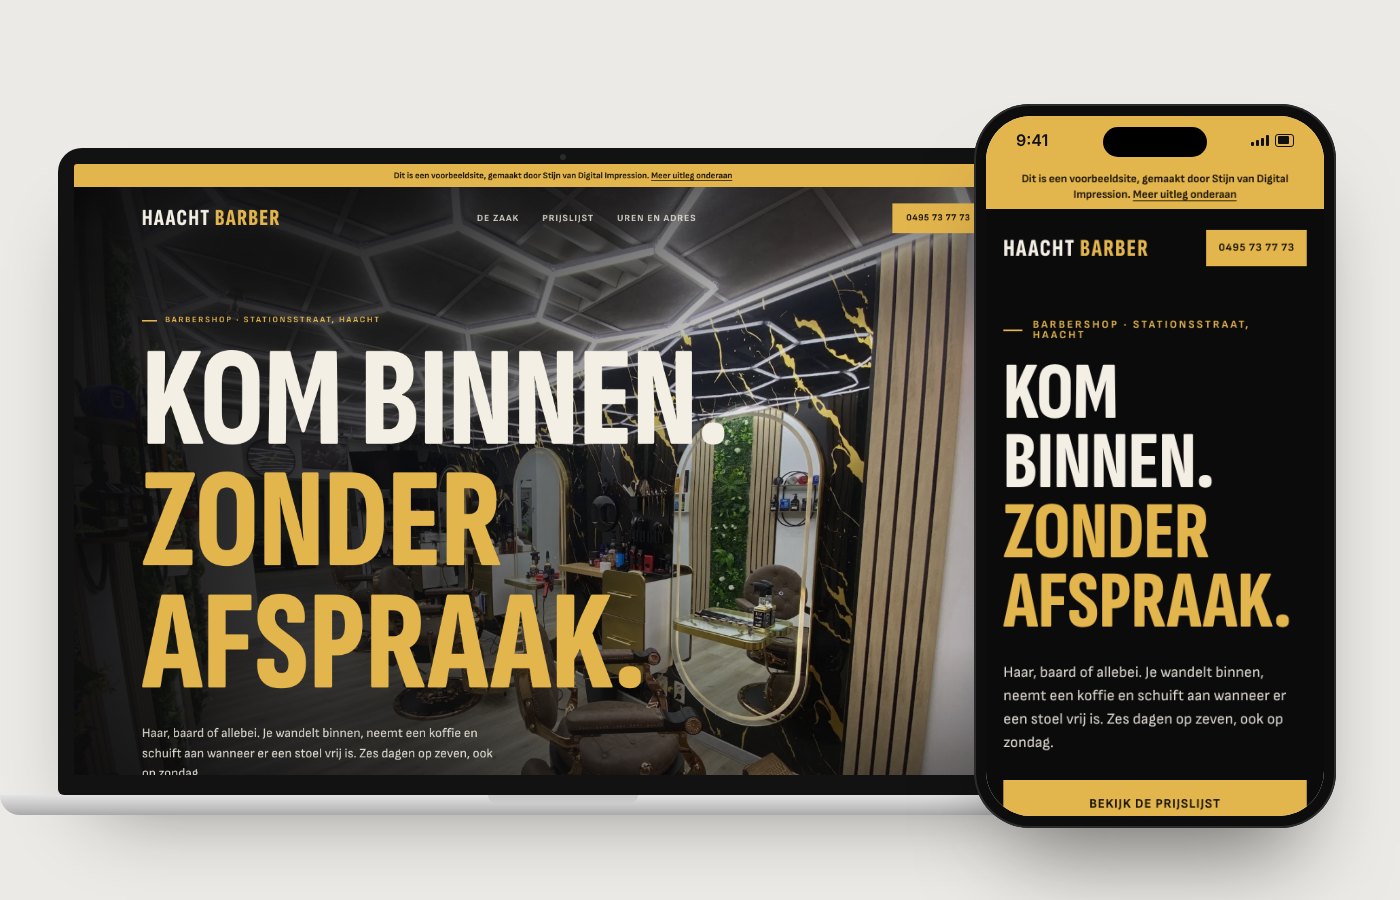 Dit is een voorbeeldsite, gemaakt door Stijn van Digital Impression. Meer uitleg onderaan
HAACHT BARBER
DE ZAAK
PRIJSLIJST
UREN EN ADRES
0495 73 77 73
BARBERSHOP · STATIONSSTRAAT, HAACHT
KOM BINNEN.
ZONDER
AFSPRAAK.
Haar, baard of allebei. Je wandelt binnen, neemt een koffie en
schuift aan wanneer er een stoel vrij is. Zes dagen op zeven, ook
op zondag.
9:41
Dit is een voorbeeldsite, gemaakt door Stijn van Digital
Impression. Meer uitleg onderaan
HAACHT BARBER
0495 73 77 73
BARBERSHOP · STATIONSSTRAAT,
HAACHT
KOM
BINNEN.
ZONDER
AFSPRAAK.
Haar, baard of allebei. Je wandelt binnen,
neemt een koffie en schuift aan wanneer er
een stoel vrij is. Zes dagen op zeven, ook op
zondag.
BEKIJK DE PRIJSLIJST